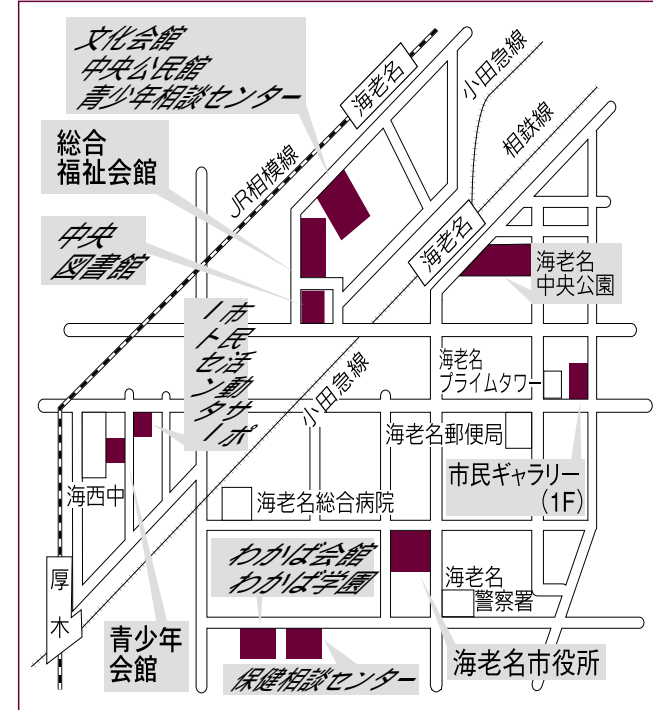 文化会館
中央公民館
青少年相談センター
海老名
小田急線
総合
福祉会館
JR相模線
相鉄線
中央
図書館
海老名
海老名
中央公園
市民活動サポ
ートセンター
小田急線
海老名
プライムタワー
海老名郵便局
海西中
市民ギャラリー
(1F)
海老名総合病院
わかば会館
わかば学園
海老名
警察署
厚木
青少年
会館
保健相談センター
海老名市役所